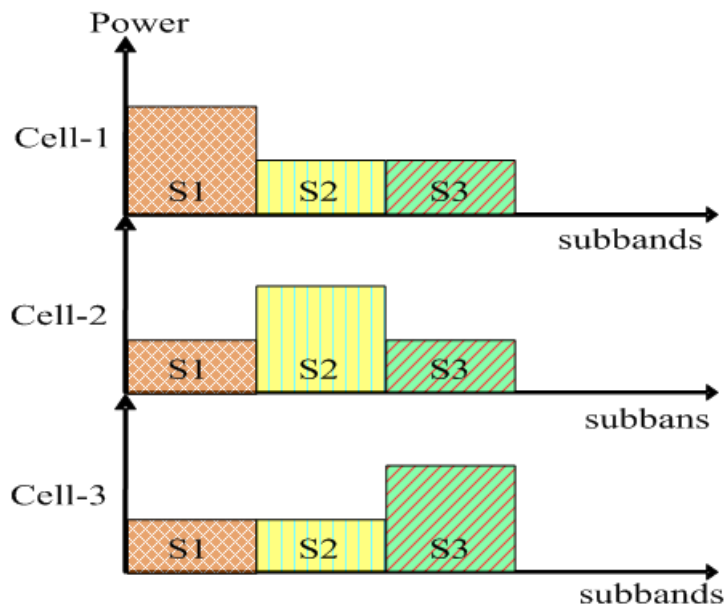 Power
Cell-1
S1 S2 S3
subbands
Cell-2
S1 S2 S3
subbans
Cell-3
S1 S2 S3
subbands